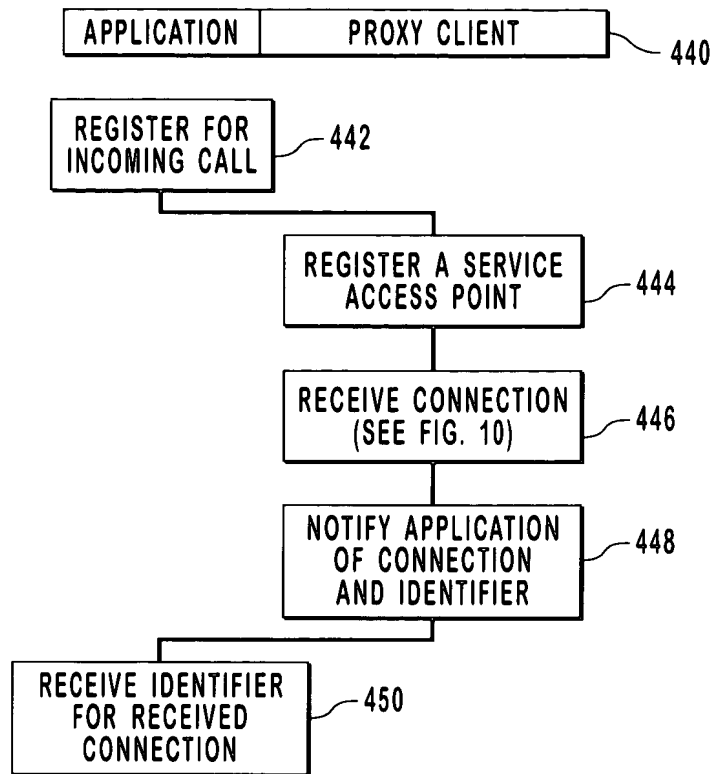 APPLICATION PROXY CLIENT
440
REGISTER FOR
INCOMING CALL
442
REGISTER A SERVICE
ACCESS POINT
444
RECEIVE CONNECTION
(SEE FIG. 10)
446
NOTIFY APPLICATION
OF CONNECTION
AND IDENTIFIER
448
RECEIVE IDENTIFIER
FOR RECEIVED
CONNECTION
450